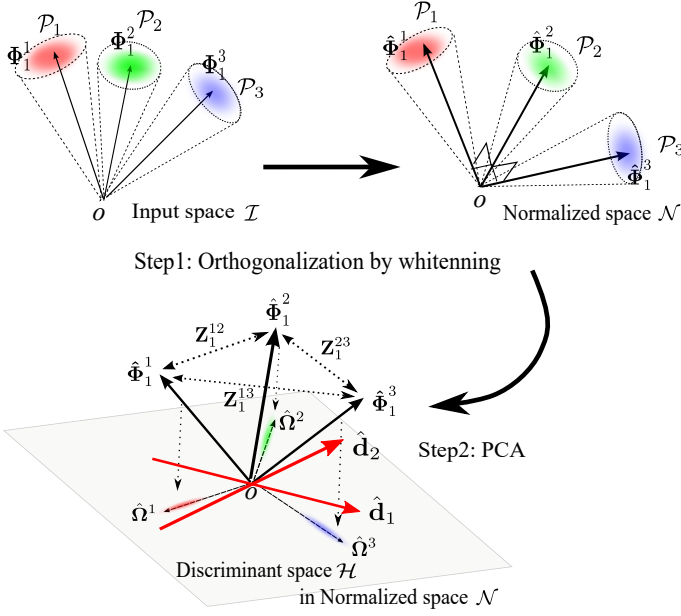 𝒫₁ 𝒫₂ 𝒫₃
Φ₁¹ Φ₁² Φ₁³
o
Input space ℐ
𝒫₁ 𝒫₂ 𝒫₃
Φ̂₁¹ Φ̂₁² Φ̂₁³
o
Normalized space 𝒩
Step1: Orthogonalization by whitenning
Φ̂₁¹ Φ̂₁² Φ̂₁³
Z₁¹² Z₁²³ Z₁¹³
Step2: PCA
Ω̂² d̂₂
o
Ω̂¹ d̂₁
Ω̂³
Discriminant space ℋ
in Normalized space 𝒩